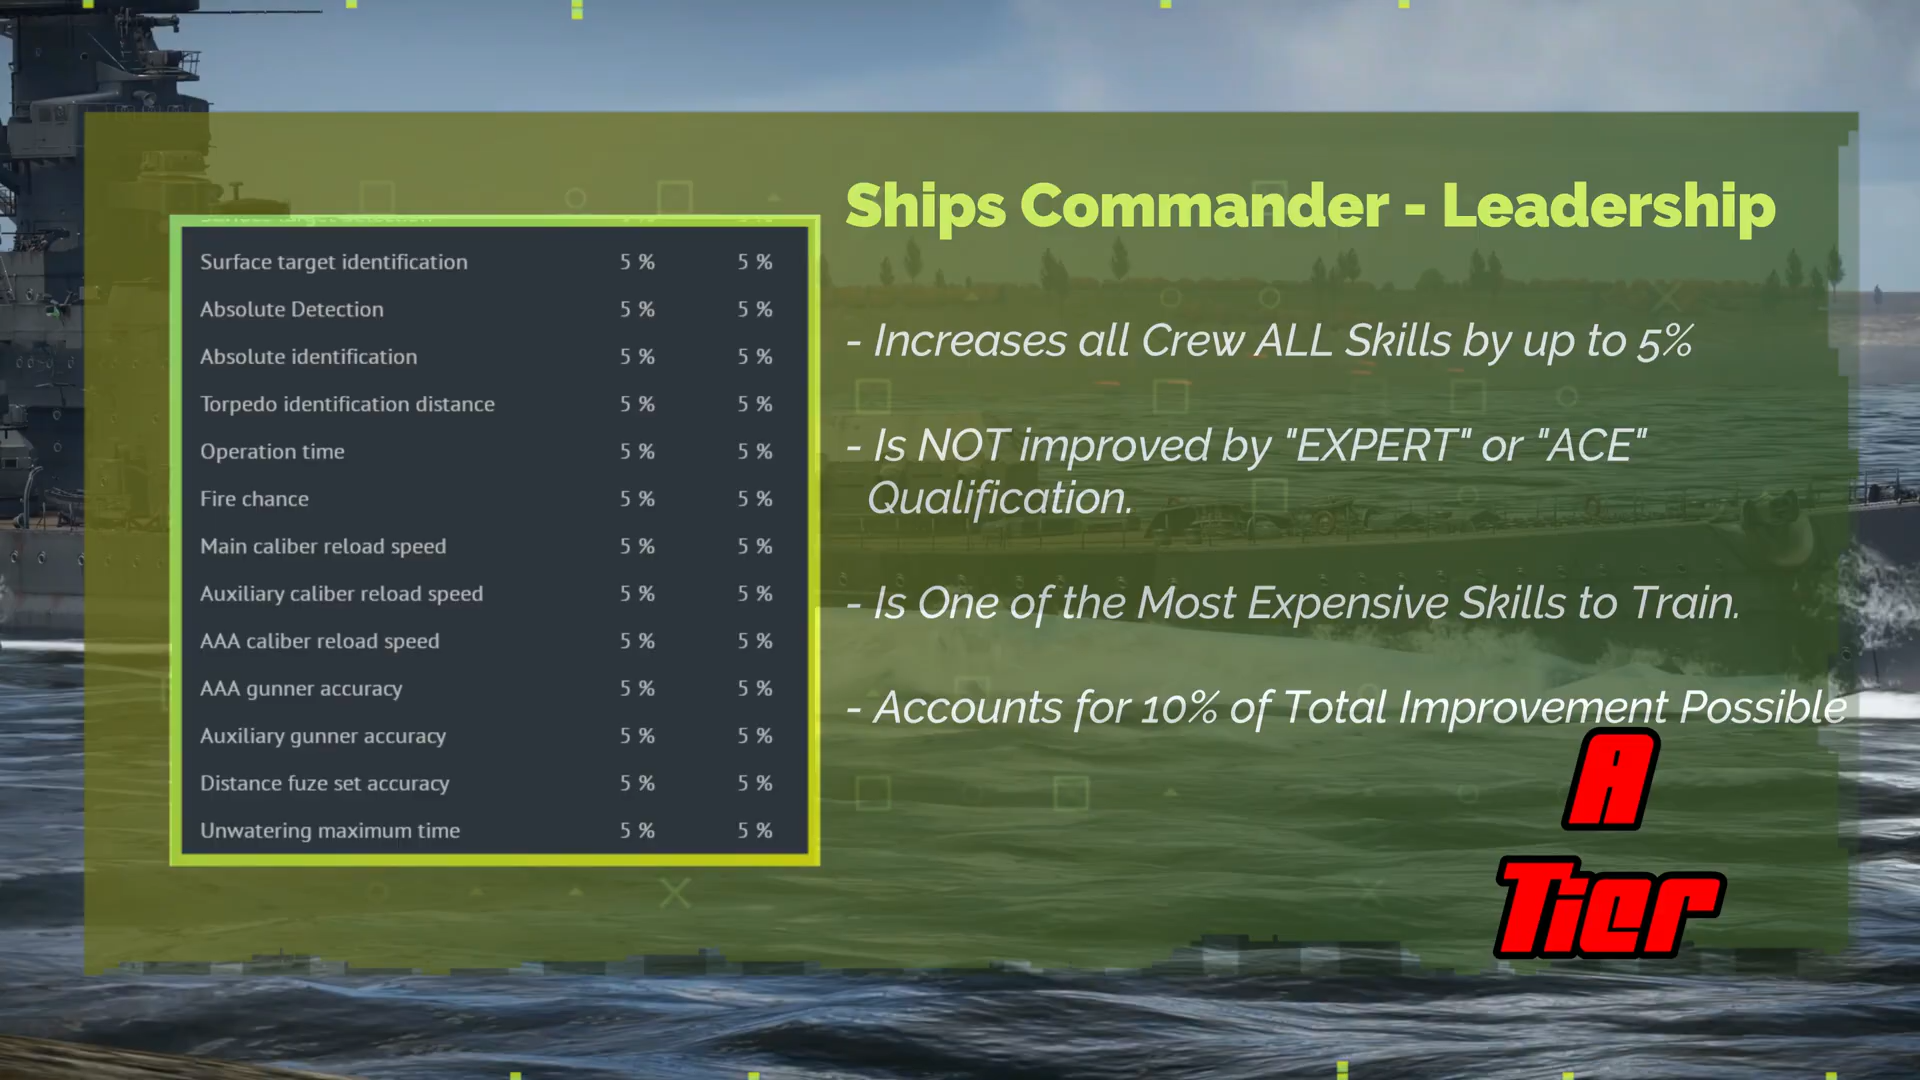 Ships Commander - Leadership
Surface target identification 5 % 5 %
Absolute Detection 5 % 5 %
Absolute identification 5 % 5 %
Torpedo identification distance 5 % 5 %
Operation time 5 % 5 %
Fire chance 5 % 5 %
Main caliber reload speed 5 % 5 %
Auxiliary caliber reload speed 5 % 5 %
AAA caliber reload speed 5 % 5 %
AAA gunner accuracy 5 % 5 %
Auxiliary gunner accuracy 5 % 5 %
Distance fuze set accuracy 5 % 5 %
Unwatering maximum time 5 % 5 %
- Increases all Crew ALL Skills by up to 5%
- Is NOT improved by "EXPERT" or "ACE"
Qualification.
- Is One of the Most Expensive Skills to Train.
- Accounts for 10% of Total Improvement Possible
A
Tier